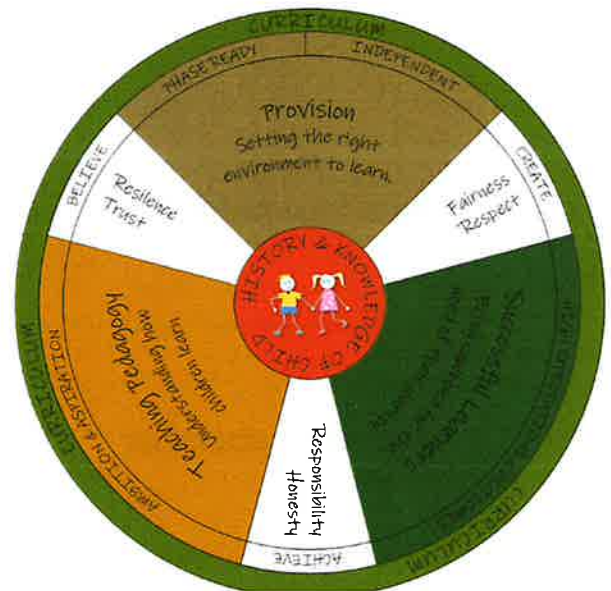 CURRICULUM
PHASE READY
INDEPENDENT
Provision
Setting the right
environment to learn.
BELIEVE
Resilence
Trust
CREATE
Fairness
Respect
HISTORY & KNOWLEDGE OF CHILD
Teaching Pedagogy
Understanding how
children learn
AMBITION & ASPIRATION
CURRICULUM
Successful Learners
CURRICULUM
Responsibility
Honesty
ACHIEVE